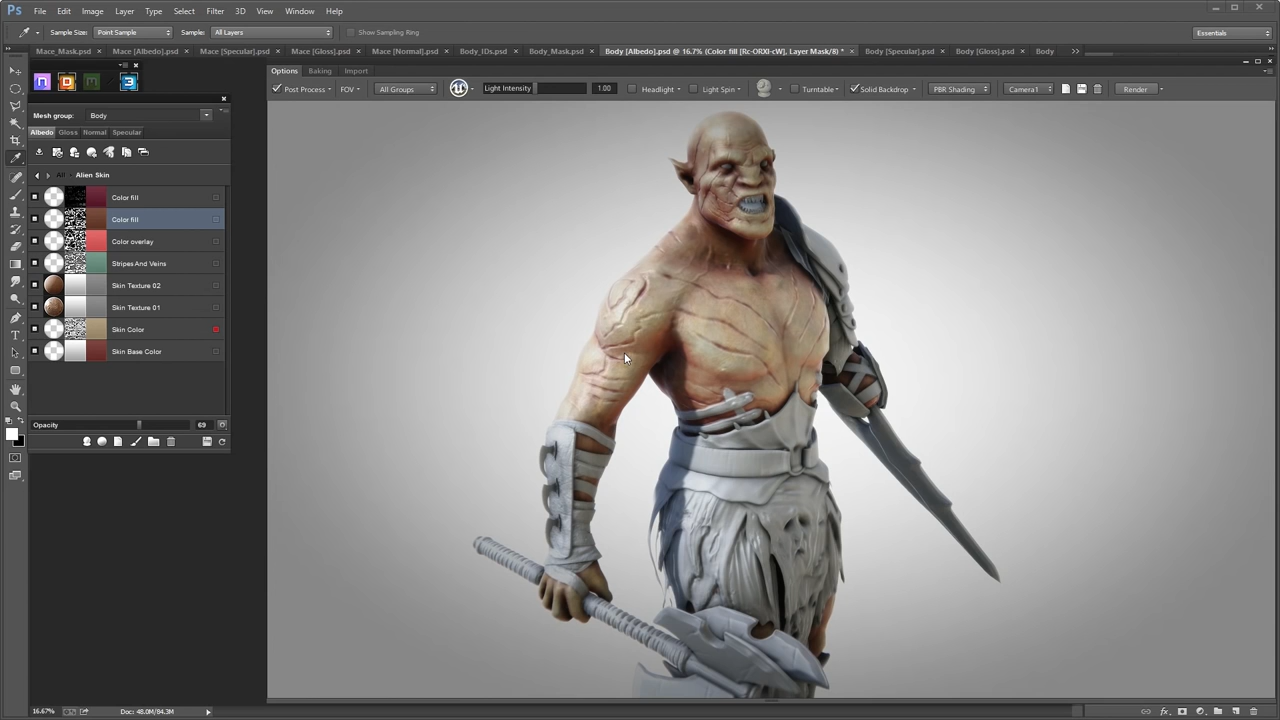 Ps File Edit Image Layer Type Select Filter 3D View Window Help
Sample Size: Point Sample Sample: All Layers Show Sampling Ring Essentials
Mace_Mask.psd Mace [Albedo].psd Mace [Specular].psd Mace [Gloss].psd Mace [Normal].psd Body_IDs.psd Body_Mask.psd Body [Albedo].psd @ 16.7% (Color fill [Rc-ORXI-cW], Layer Mask/8) * Body [Specular].psd Body [Gloss].psd Body
Options Baking Import
Post Process FOV All Groups Light Intensity 1.00 Headlight Light Spin Turntable Solid Backdrop PBR Shading Camera1 Render
Mesh group: Body
Albedo Gloss Normal Specular
All Alien Skin
Color fill
Color fill
Color overlay
Stripes And Veins
Skin Texture 02
Skin Texture 01
Skin Color
Skin Base Color
Opacity 69
16.67% Doc: 48.0M/84.3M